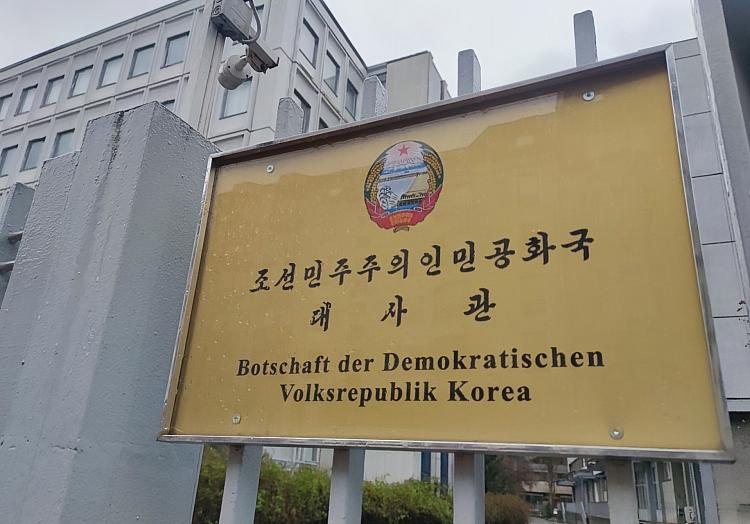 조선민주주의인민공화국
대사관
Botschaft der Demokratischen
Volksrepublik Korea